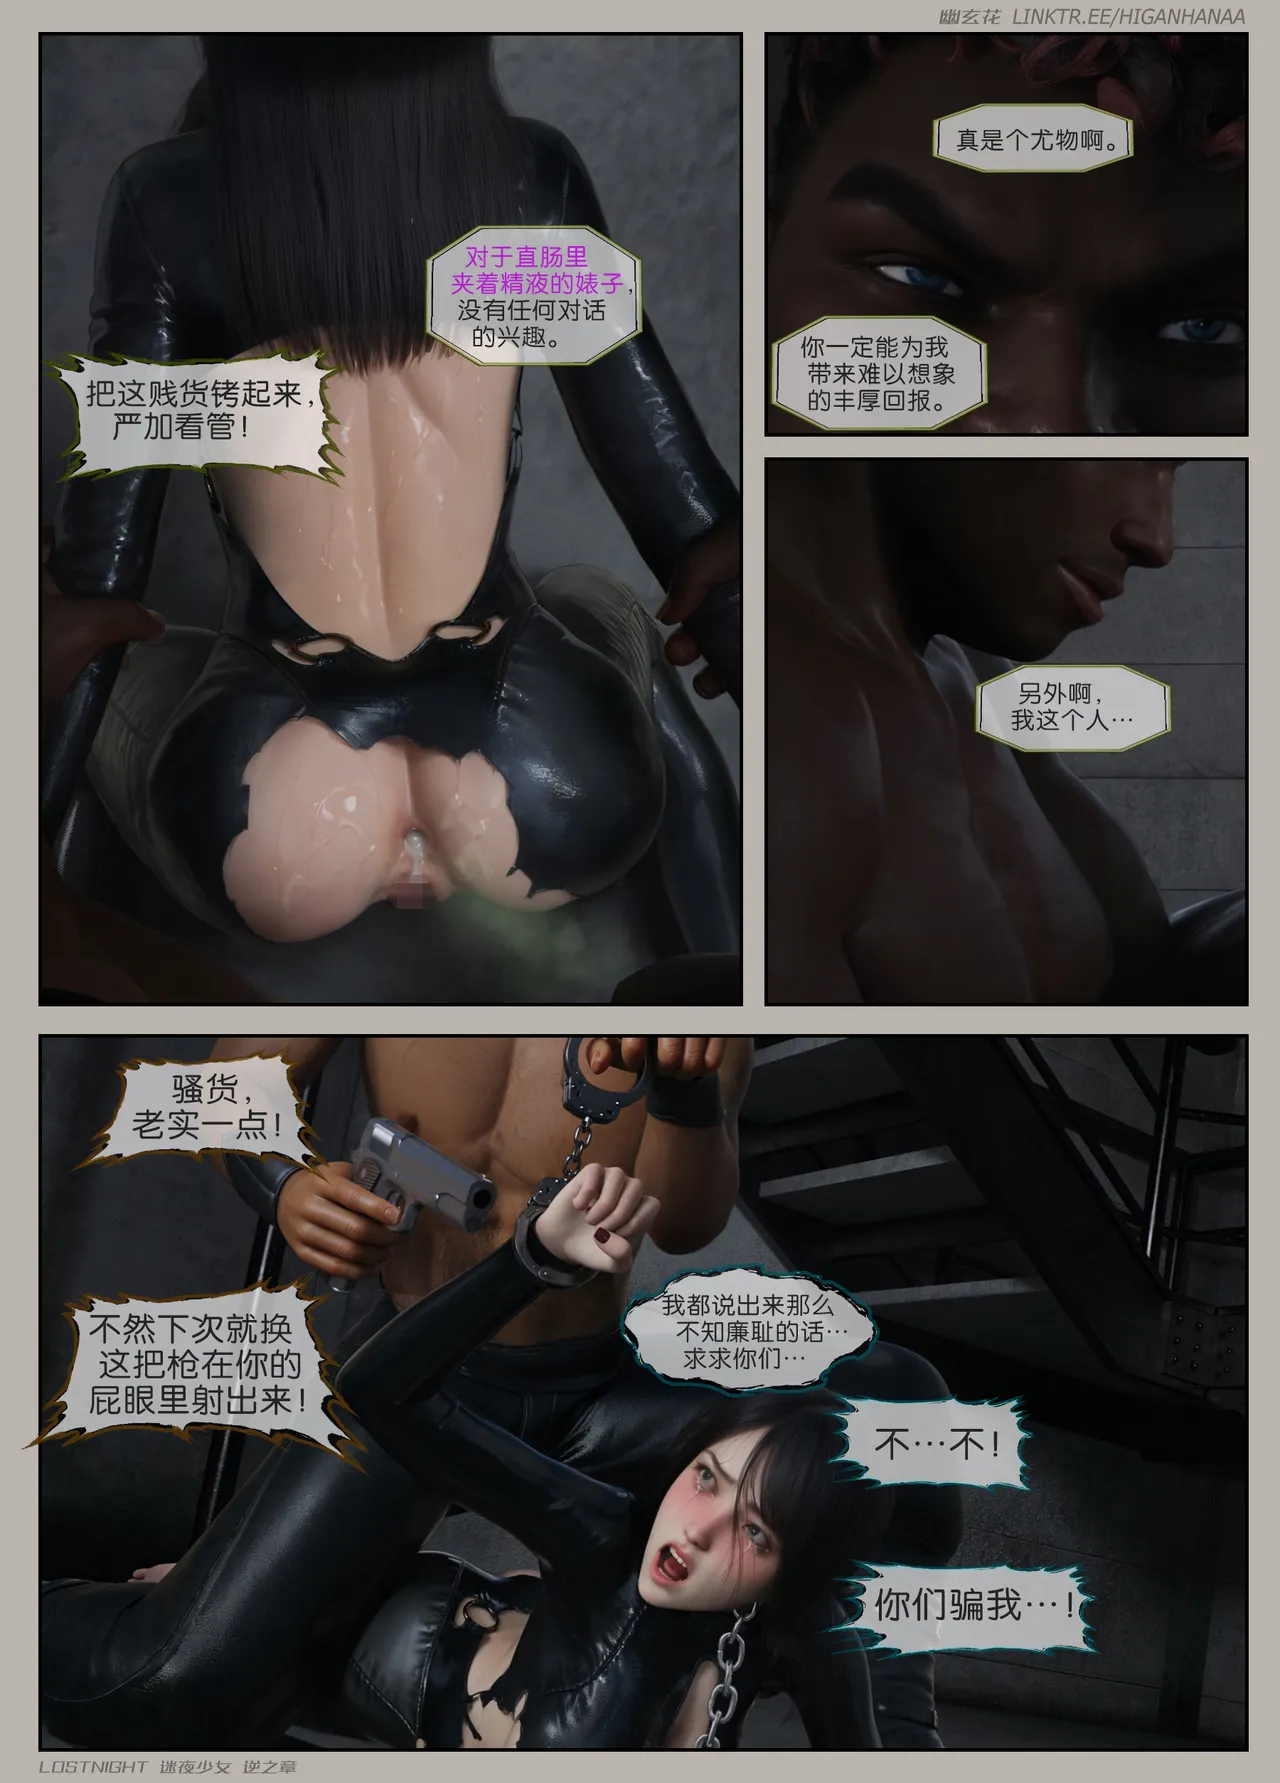 幽玄花 LINKTR.EE/HIGANHANAA
对于直肠里
夹着精液的婊子,
没有任何对话
的兴趣。
把这贱货铐起来,
严加看管!
真是个尤物啊。
你一定能为我
带来难以想象
的丰厚回报。
另外啊,
我这个人…
骚货,
老实一点!
不然下次就换
这把枪在你的
屁眼里射出来!
我都说出来那么
不知廉耻的话…
求求你们…
不…不!
你们骗我…!
LOSTNIGHT 迷夜少女 逆之章